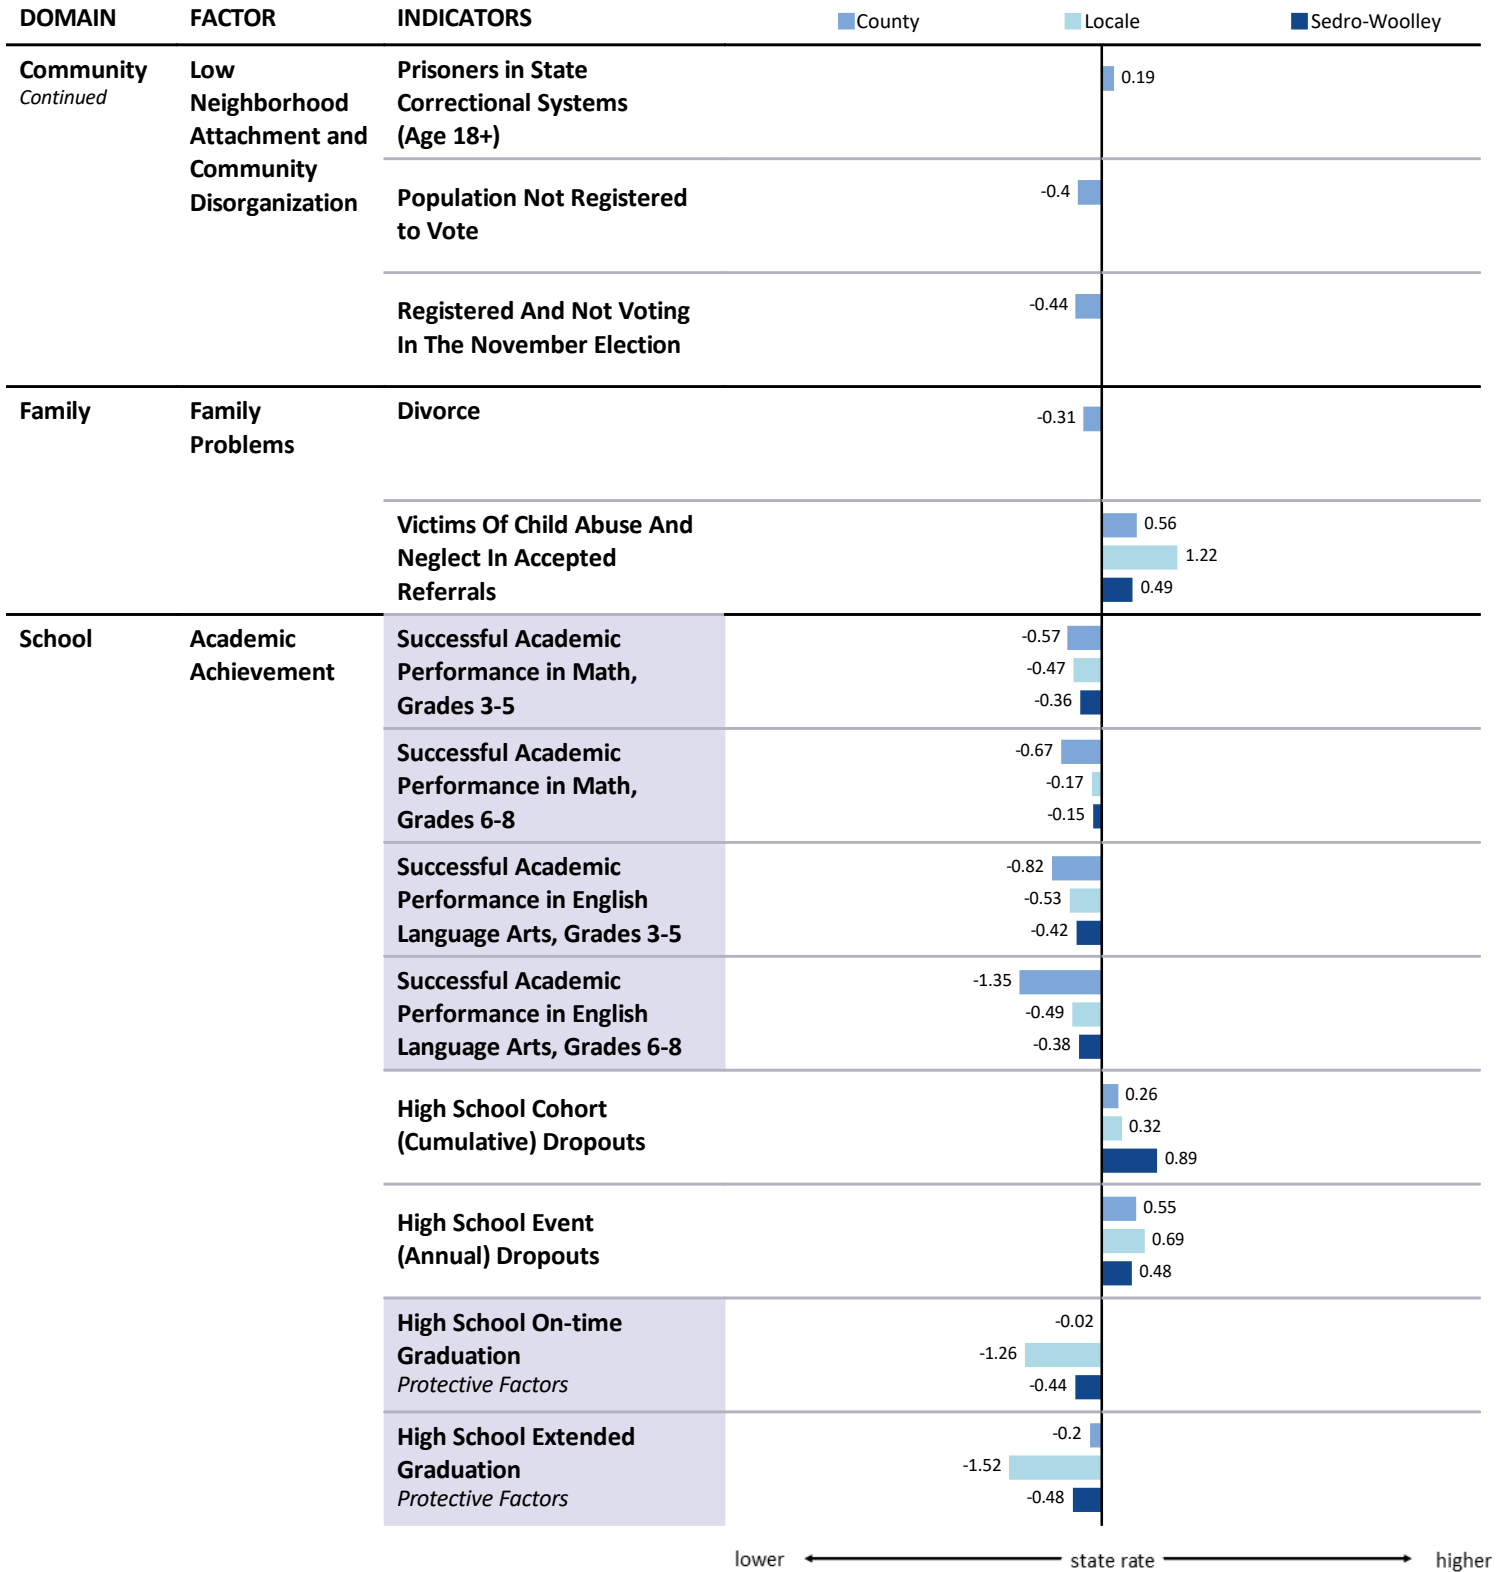 DOMAIN FACTOR INDICATORS County Locale Sedro-Woolley
Community
Continued
Low
Neighborhood
Attachment and
Community
Disorganization
Prisoners in State
Correctional Systems
(Age 18+)
0.19
Population Not Registered
to Vote
-0.4
Registered And Not Voting
In The November Election
-0.44
Family
Family
Problems
Divorce
-0.31
Victims Of Child Abuse And
Neglect In Accepted
Referrals
0.56
1.22
0.49
School
Academic
Achievement
Successful Academic
Performance in Math,
Grades 3-5
-0.57
-0.47
-0.36
Successful Academic
Performance in Math,
Grades 6-8
-0.67
-0.17
-0.15
Successful Academic
Performance in English
Language Arts, Grades 3-5
-0.82
-0.53
-0.42
Successful Academic
Performance in English
Language Arts, Grades 6-8
-1.35
-0.49
-0.38
High School Cohort
(Cumulative) Dropouts
0.26
0.32
0.89
High School Event
(Annual) Dropouts
0.55
0.69
0.48
High School On-time
Graduation
Protective Factors
-0.02
-1.26
-0.44
High School Extended
Graduation
Protective Factors
-0.2
-1.52
-0.48
lower state rate higher